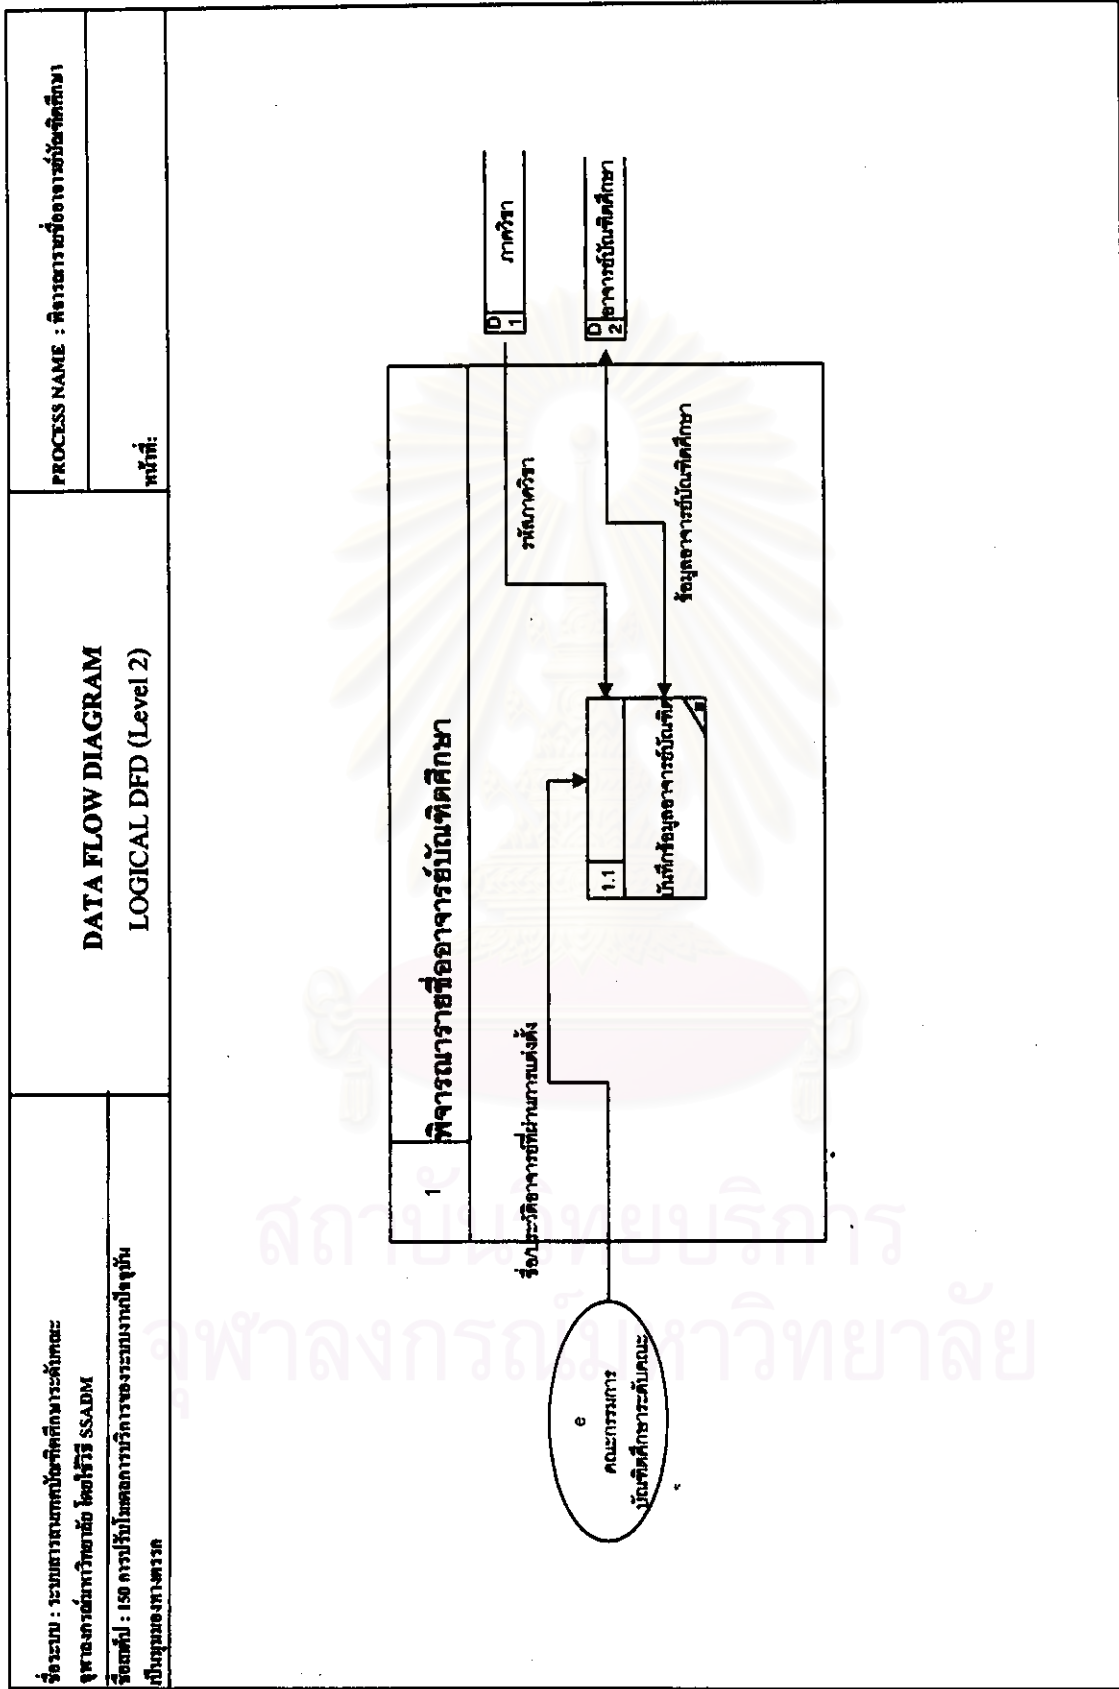 ชื่อระบบ : ระบบสารสนเทศบัณฑิตศึกษาระดับคณะ
จุฬาลงกรณ์มหาวิทยาลัย โดยใช้วิธี SSADM
ชื่อสเต็ป : 150 การปรับโมเดลการบริการของระบบงานปัจจุบัน
เป็นมุมมองทางตรรก
DATA FLOW DIAGRAM
LOGICAL DFD (Level 2)
PROCESS NAME : พิจารณารายชื่ออาจารย์บัณฑิตศึกษา
หน้าที่:
1
พิจารณารายชื่ออาจารย์บัณฑิตศึกษา
D
1
ภาควิชา
รหัสภาควิชา
ชื่อ/ประวัติอาจารย์ที่ผ่านการแต่งตั้ง
D
2
อาจารย์บัณฑิตศึกษา
ข้อมูลอาจารย์บัณฑิตศึกษา
1.1
บันทึกข้อมูลอาจารย์บัณฑิต
e
คณะกรรมการ
บัณฑิตศึกษาระดับคณะ
สถาบันวิทยบริการ
จุฬาลงกรณ์มหาวิทยาลัย